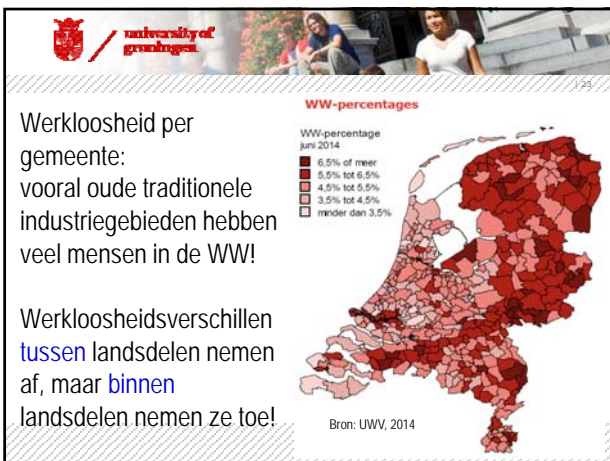 university of
groningen
| 23
Werkloosheid per
gemeente:
vooral oude traditionele
industriegebieden hebben
veel mensen in de WW!
Werkloosheidsverschillen
tussen landsdelen nemen
af, maar binnen
landsdelen nemen ze toe!
WW-percentages
WW-percentage
juni 2014
6,5% of meer
5,5% tot 6,5%
4,5% tot 5,5%
3,5% tot 4,5%
minder dan 3,5%
Bron: UWV, 2014